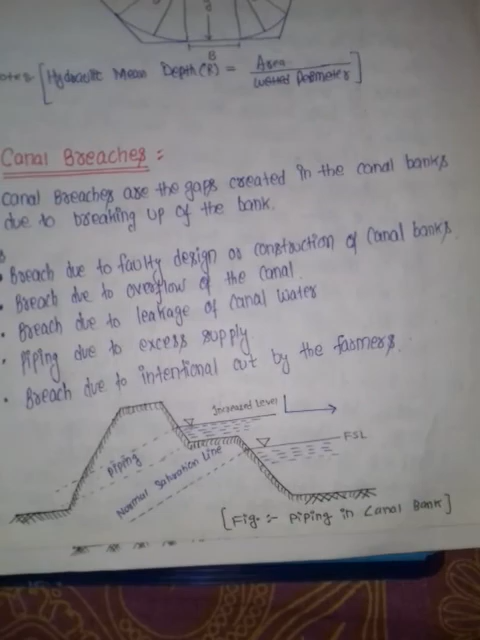 B
[Hydraulic Mean Depth(R) = Area / Wetted Perimeter]
Canal Breaches :
Canal Breaches are the gaps created in the canal banks
due to breaking up of the bank.
• Breach due to faulty design or construction of canal banks.
• Breach due to overflow of the canal.
• Breach due to leakage of canal water
• Piping due to excess supply
• Breach due to intentional cut by the farmers.
Increased Level
FSL
Piping
Normal Saturation Line
[Fig :- Piping in Canal Bank]